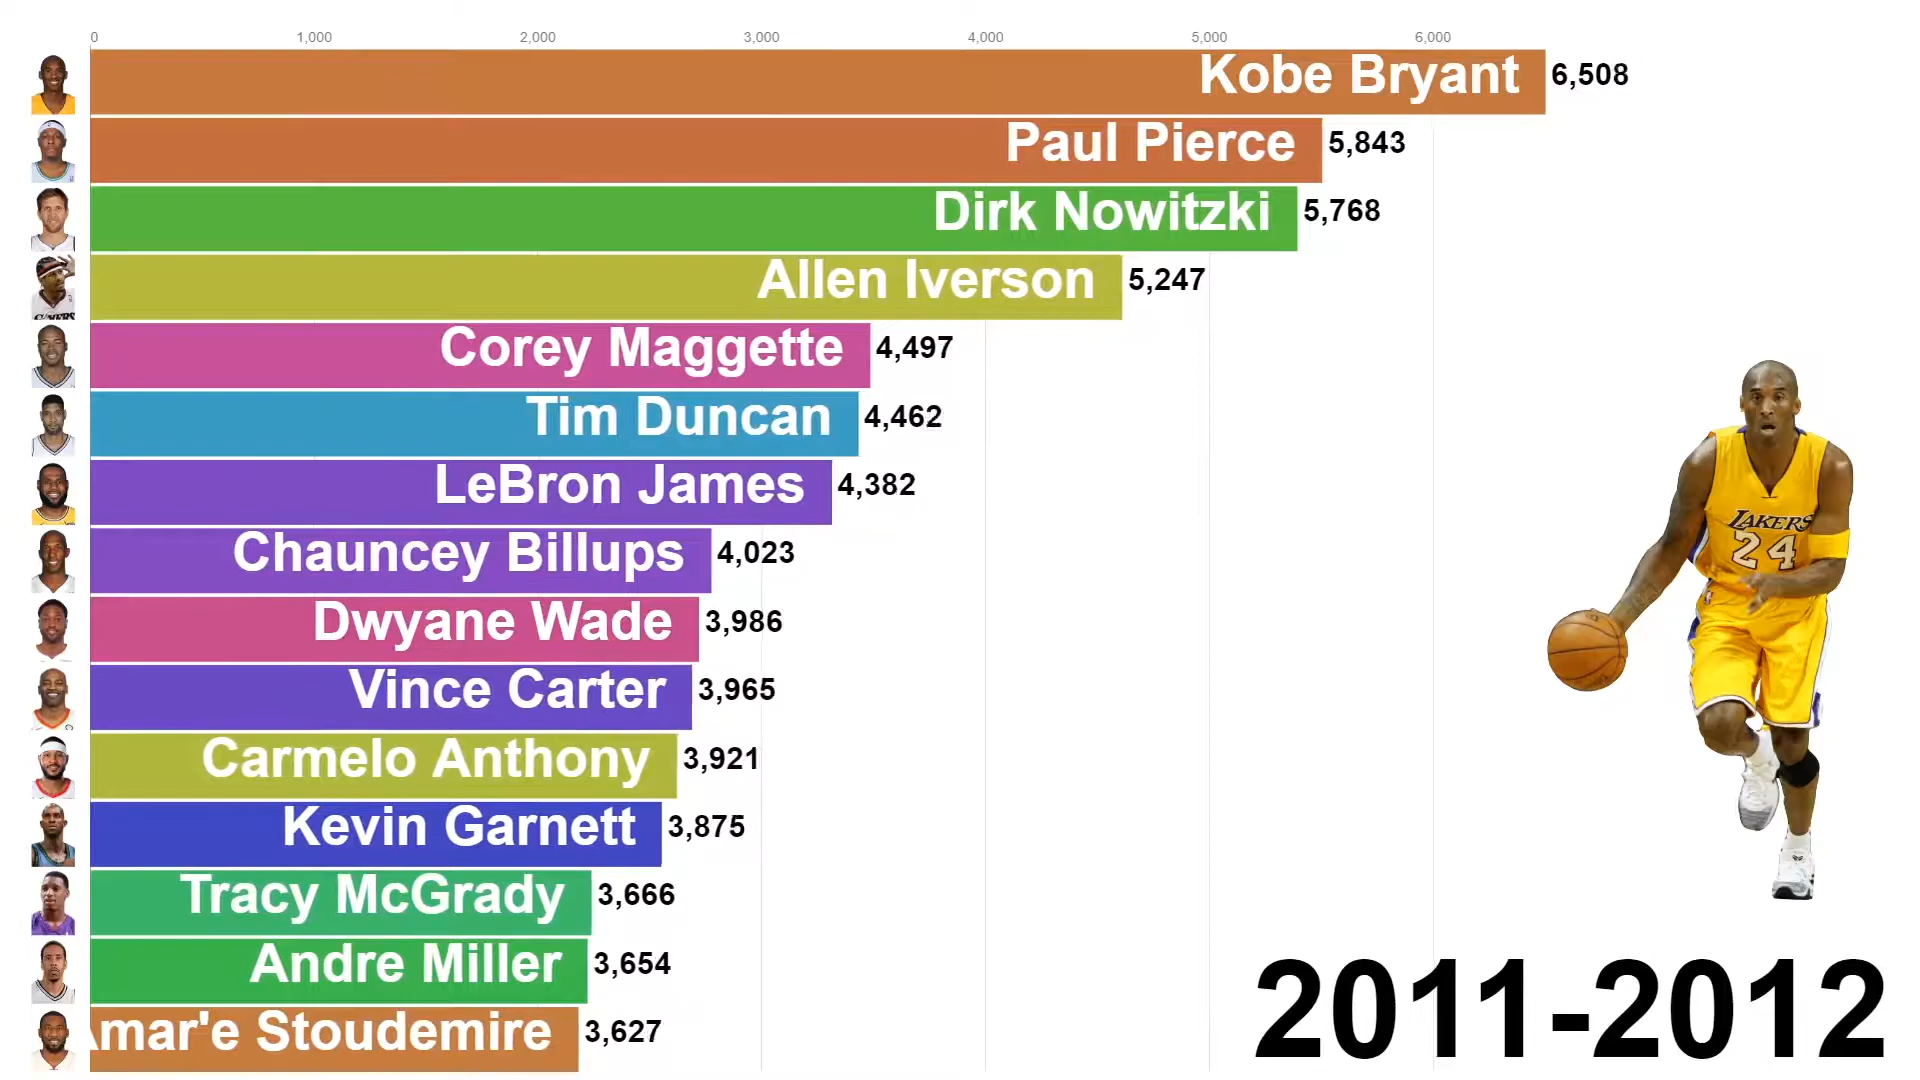 0 1,000 2,000 3,000 4,000 5,000 6,000
Kobe Bryant 6,508
Paul Pierce 5,843
Dirk Nowitzki 5,768
Allen Iverson 5,247
Corey Maggette 4,497
Tim Duncan 4,462
LeBron James 4,382
Chauncey Billups 4,023
Dwyane Wade 3,986
Vince Carter 3,965
Carmelo Anthony 3,921
Kevin Garnett 3,875
Tracy McGrady 3,666
Andre Miller 3,654
Amar'e Stoudemire 3,627
LAKERS
24
2011-2012